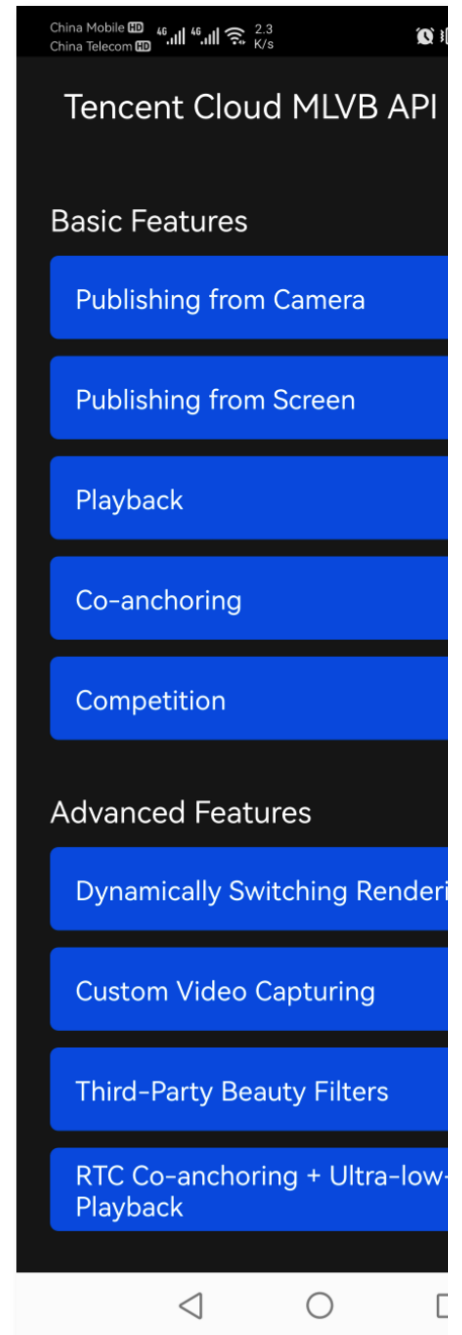 China Mobile HD 4G 4G 2.3
China Telecom HD K/s
Tencent Cloud MLVB API
Basic Features
Publishing from Camera
Publishing from Screen
Playback
Co-anchoring
Competition
Advanced Features
Dynamically Switching Renderi
Custom Video Capturing
Third-Party Beauty Filters
RTC Co-anchoring + Ultra-low-
Playback